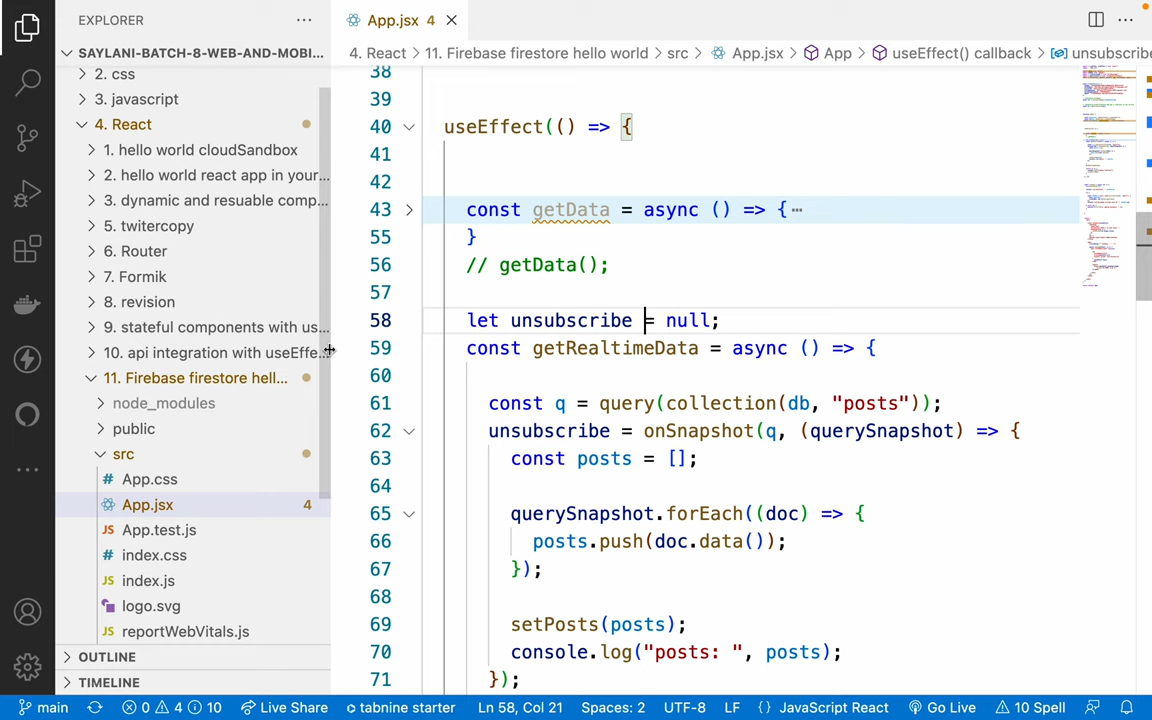 EXPLORER
SAYLANI-BATCH-8-WEB-AND-MOBI...
2. css
3. javascript
4. React
1. hello world cloudSandbox
2. hello world react app in your...
3. dynamic and resuable comp...
5. twitercopy
6. Router
7. Formik
8. revision
9. stateful components with us...
10. api integration with useEffe...
11. Firebase firestore hell...
node_modules
public
src
# App.css
App.jsx 4
JS App.test.js
# index.css
JS index.js
logo.svg
JS reportWebVitals.js
OUTLINE
TIMELINE
App.jsx 4
4. React > 11. Firebase firestore hello world > src > App.jsx > App > useEffect() callback > unsubscribe
38
39
40 useEffect(() => {
41
42
43 const getData = async () => {
55 }
56 // getData();
57
58 let unsubscribe = null;
59 const getRealtimeData = async () => {
60
61 const q = query(collection(db, "posts"));
62 unsubscribe = onSnapshot(q, (querySnapshot) => {
63 const posts = [];
64
65 querySnapshot.forEach((doc) => {
66 posts.push(doc.data());
67 });
68
69 setPosts(posts);
70 console.log("posts: ", posts);
71 });
main 0 4 10 Live Share tabnine starter Ln 58, Col 21 Spaces: 2 UTF-8 LF {} JavaScript React Go Live 10 Spell